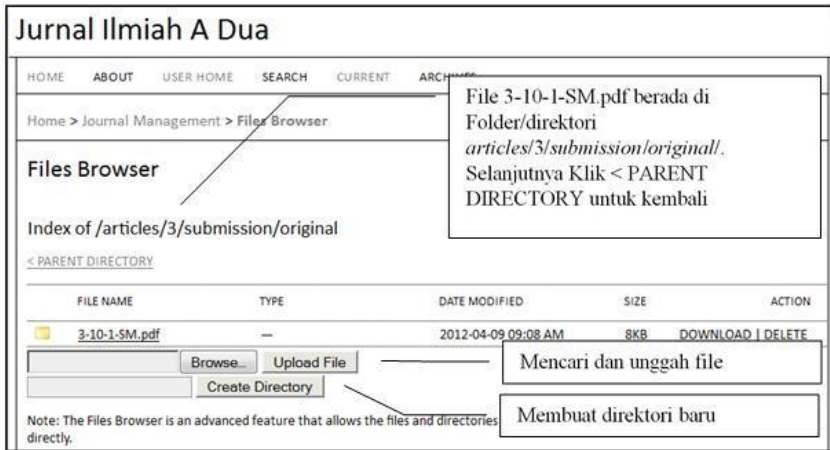 Jurnal Ilmiah A Dua
HOME ABOUT USER HOME SEARCH CURRENT
Home > Journal Management > Files Browser
File 3-10-1-SM.pdf berada di
Folder/direktori
articles/3/submission/original/.
Selanjutnya Klik < PARENT
DIRECTORY untuk kembali
Files Browser
Index of /articles/3/submission/original
< PARENT DIRECTORY
FILE NAME TYPE DATE MODIFIED SIZE ACTION
3-10-1-SM.pdf — 2012-04-09 09:08 AM 8KB DOWNLOAD | DELETE
Browse... Upload File
Mencari dan unggah file
Create Directory
Membuat direktori baru
Note: The Files Browser is an advanced feature that allows the files and directories
directly.